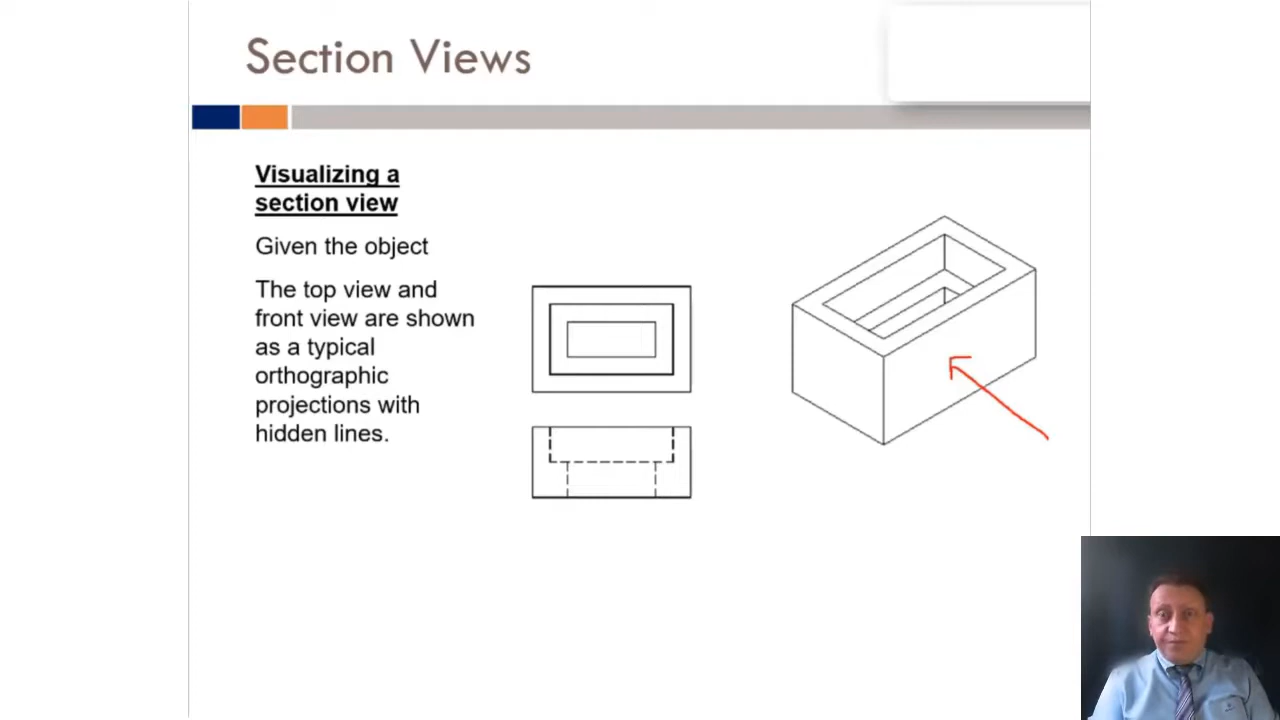 Section Views
Visualizing a
section view
Given the object
The top view and
front view are shown
as a typical
orthographic
projections with
hidden lines.